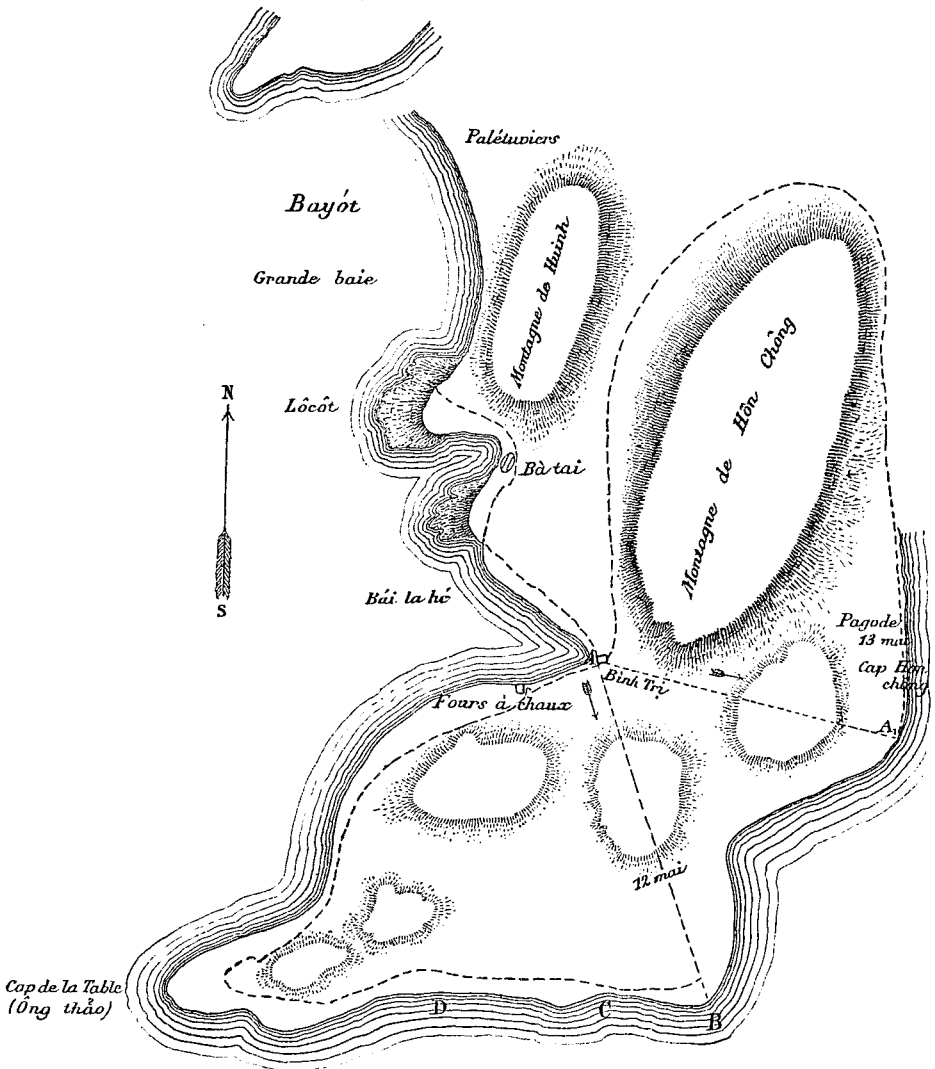 Palétuviers
Bayót
Grande baie
Montagne de Huinh
Montagne de Hôn Chông
N
S
Lôcôt
Bà tai
Bái la hó
Pagode
13 mai
Cap Hon
chông
Binh Tri
Fours à chaux
A
12 mai
Cap de la Table
(Ông thảo)
D
C
B